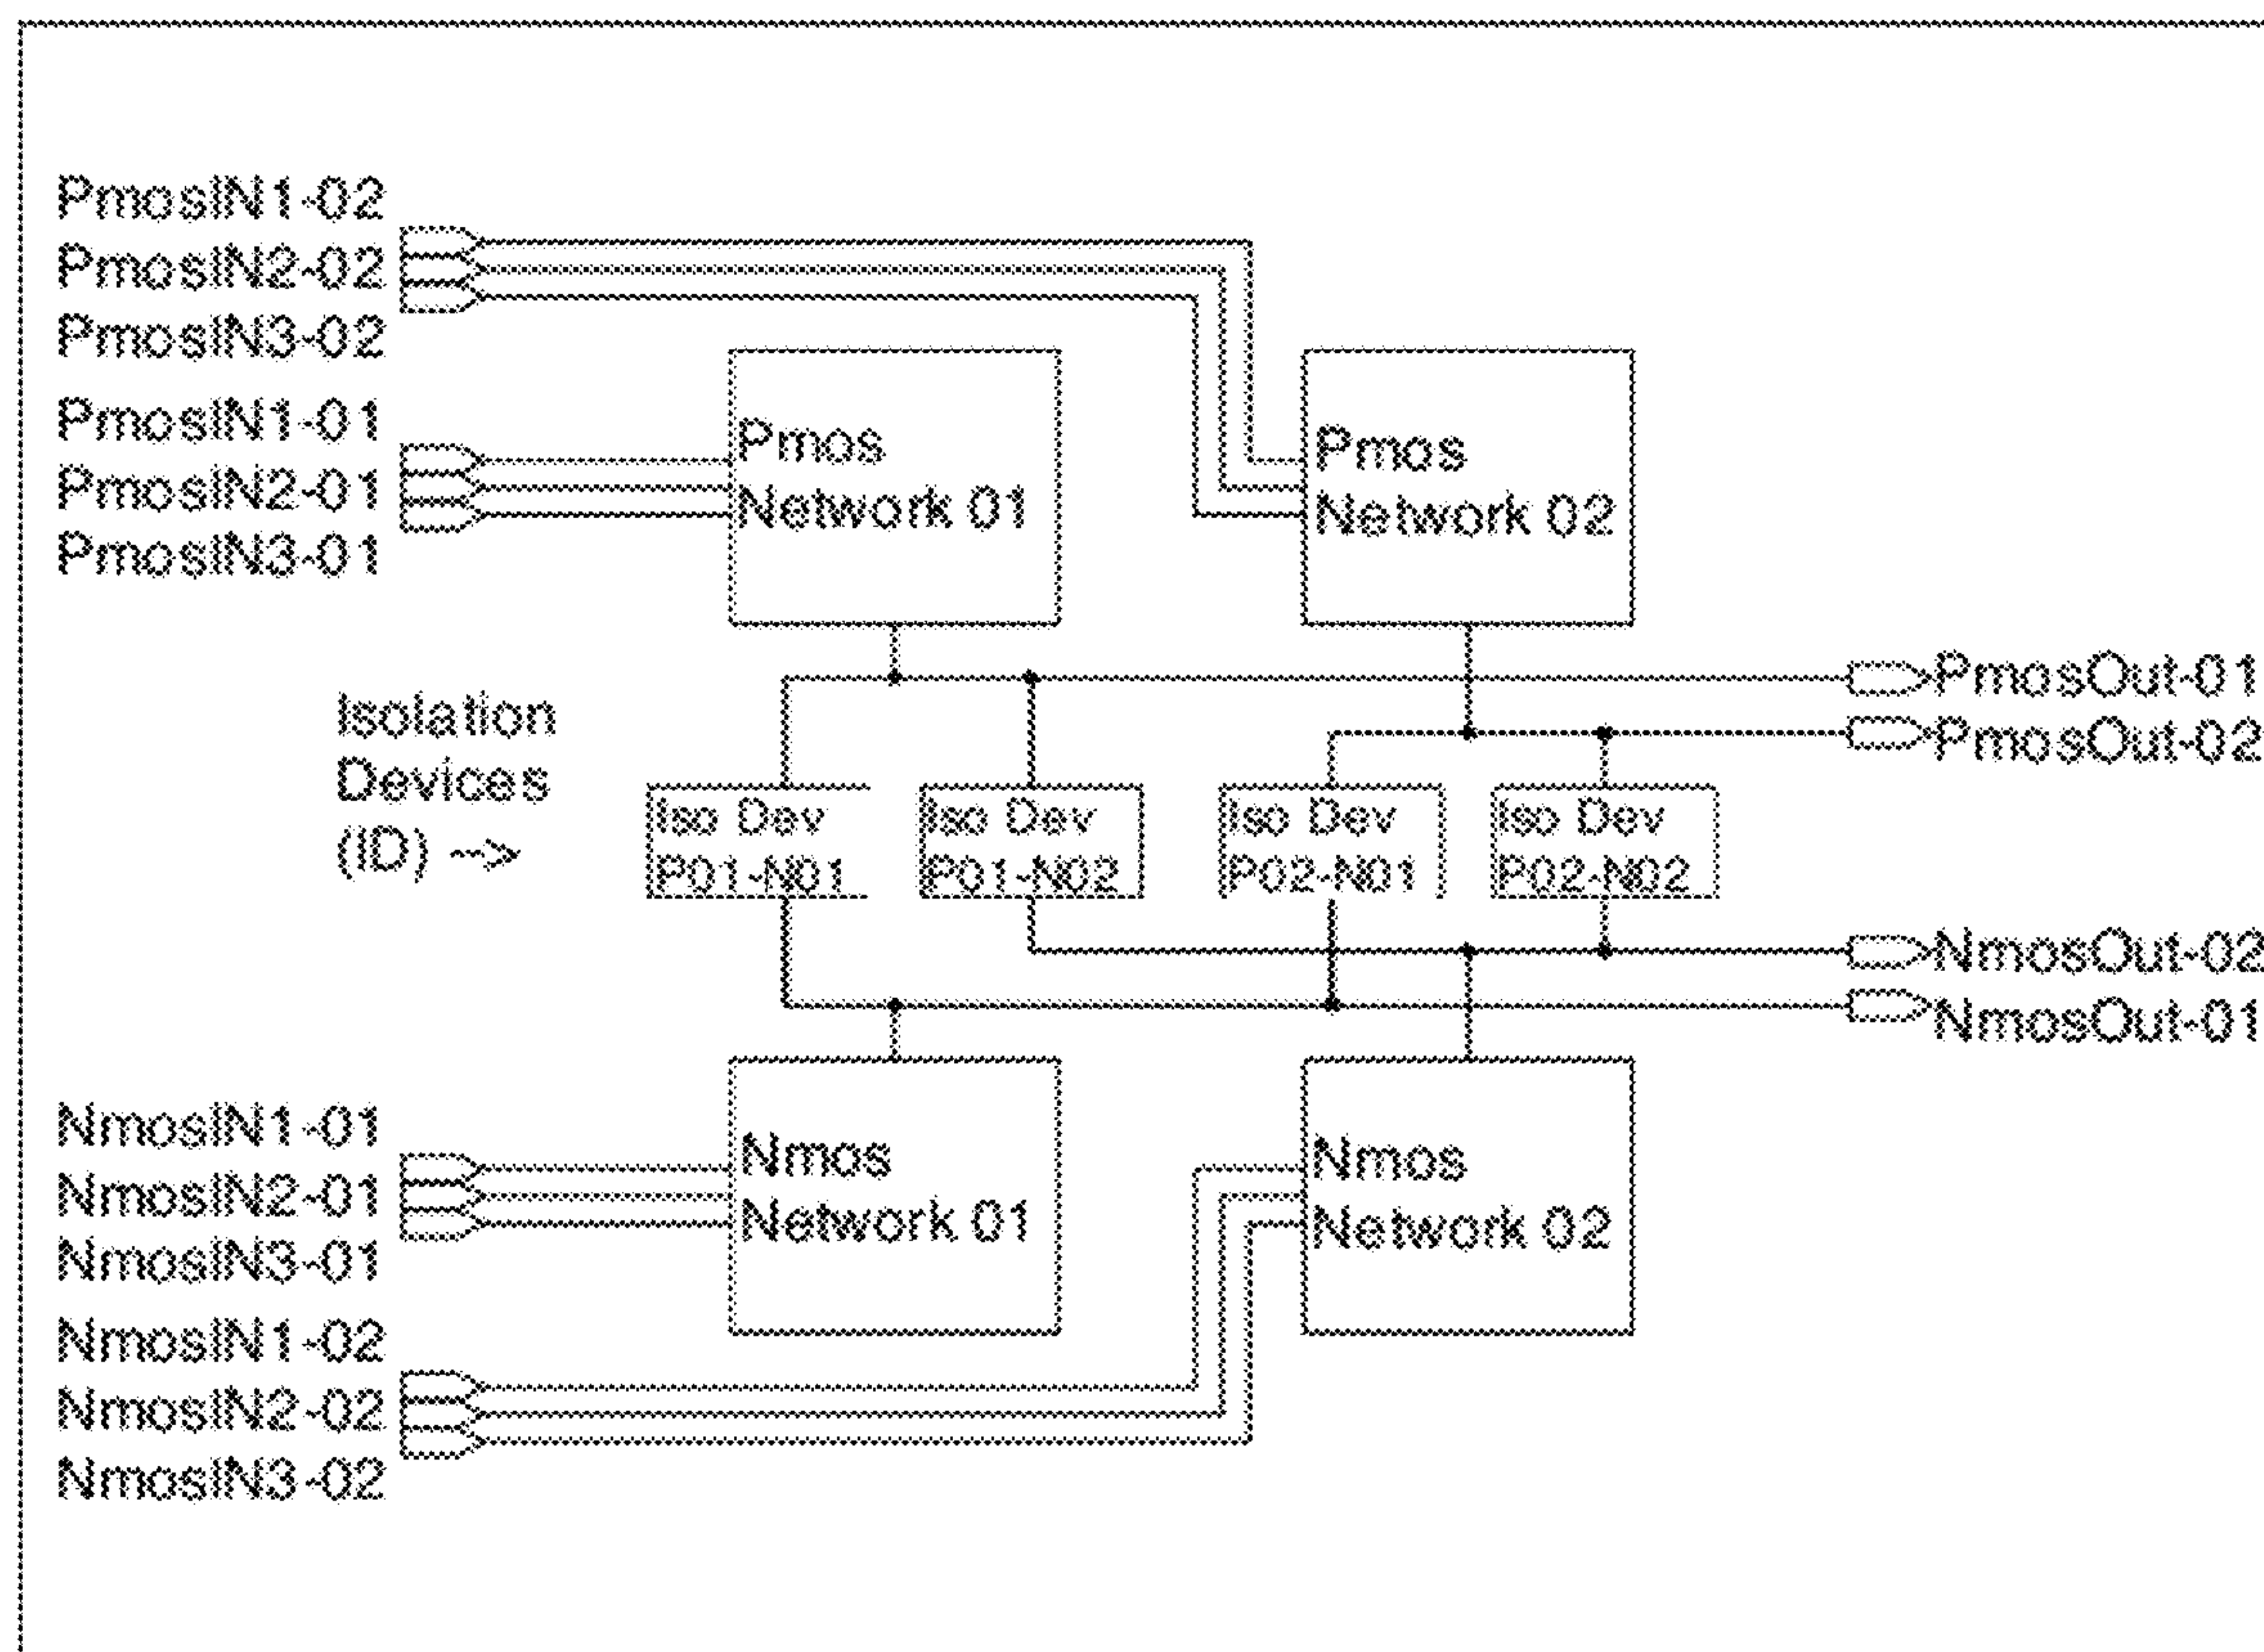 PmosIN1-02
PmosIN2-02
PmosIN3-02
PmosIN1-01
PmosIN2-01
PmosIN3-01
Pmos
Network 01
Pmos
Network 02
Isolation
Devices
(ID) -->
PmosOut-01
PmosOut-02
Iso Dev
P01-N01
Iso Dev
P01-N02
Iso Dev
P02-N01
Iso Dev
P02-N02
NmosOut-02
NmosOut-01
NmosIN1-01
NmosIN2-01
NmosIN3-01
Nmos
Network 01
Nmos
Network 02
NmosIN1-02
NmosIN2-02
NmosIN3-02